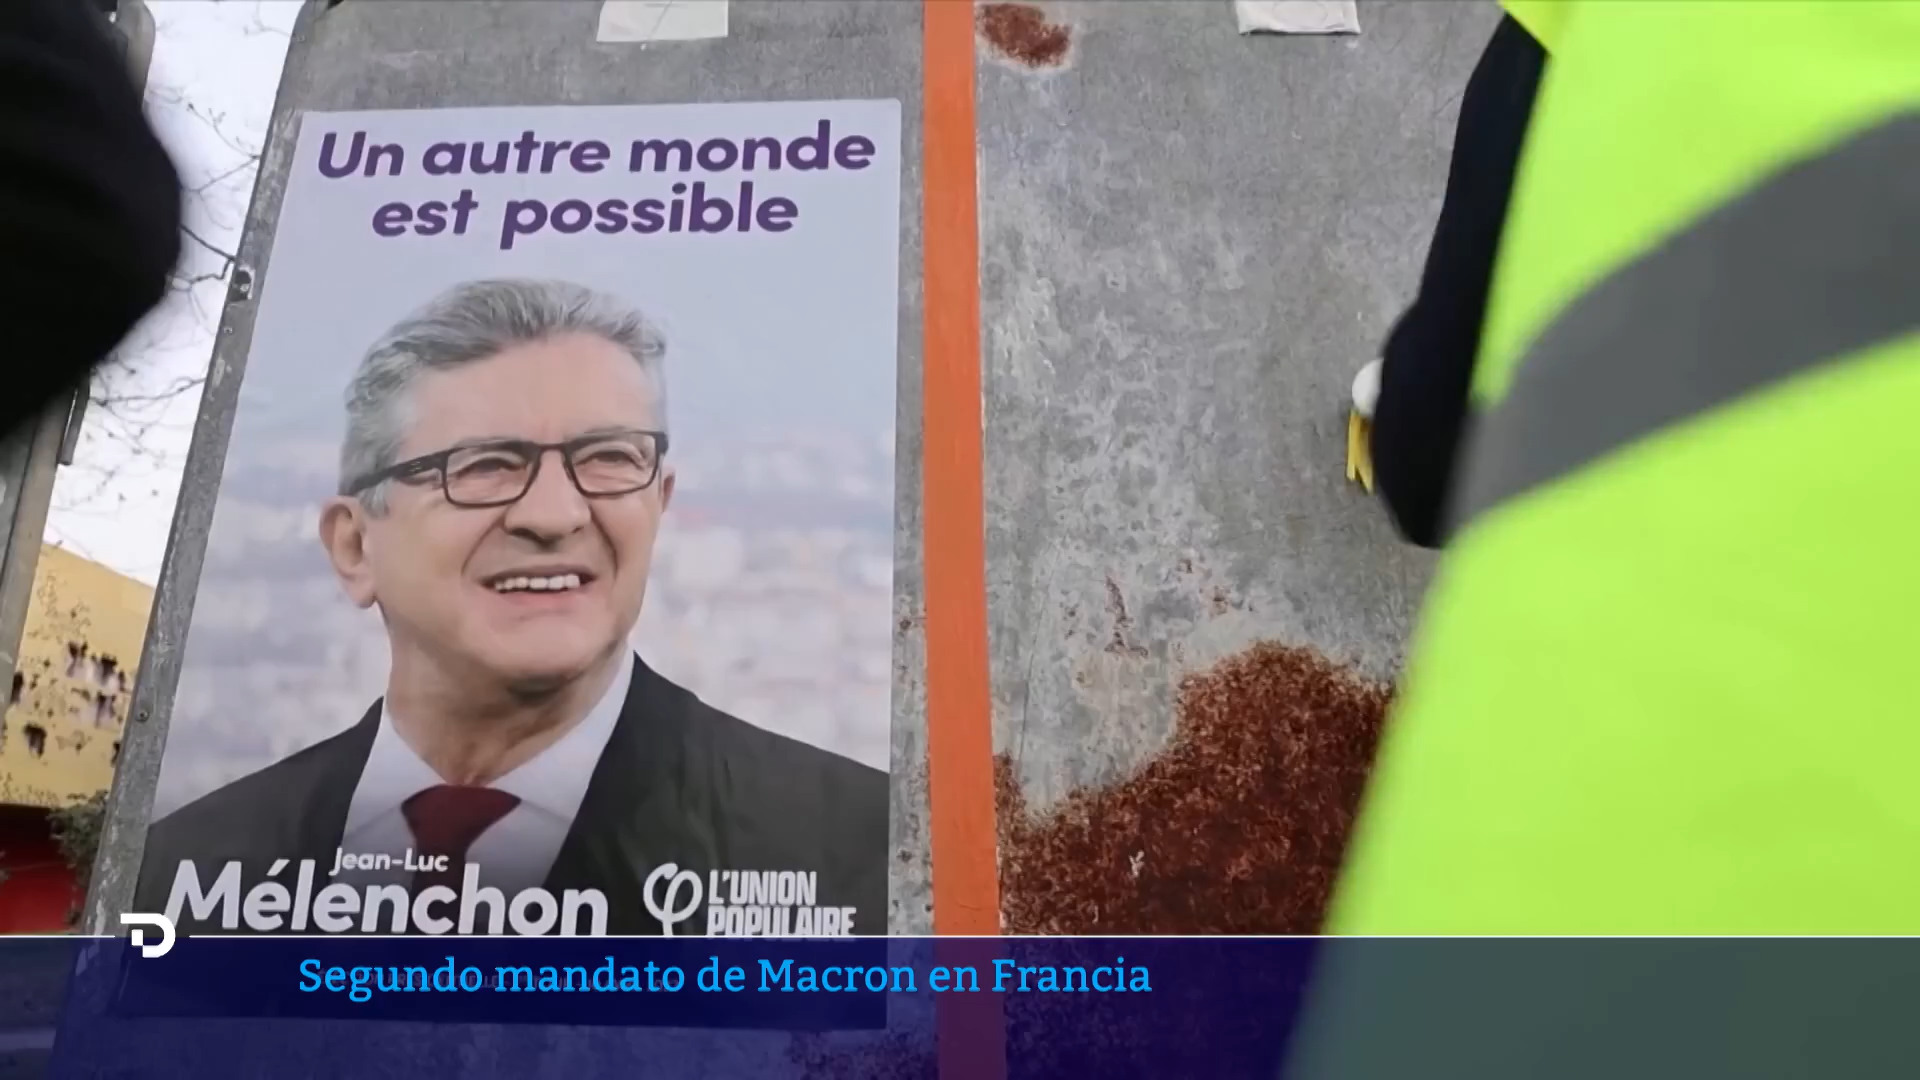 Un autre monde
est possible
Jean-Luc
Mélenchon
L'UNION
POPULAIRE
Segundo mandato de Macron en Francia